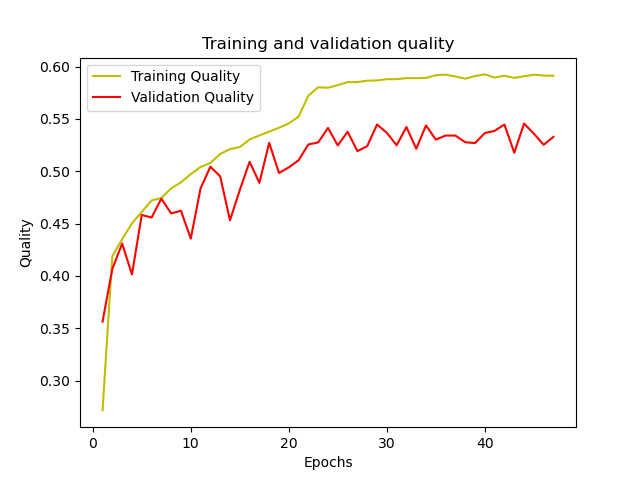 Training and validation quality
Training Quality
Validation Quality
0.60
0.55
0.50
0.45
0.40
0.35
0.30
Quality
0
10
20
30
40
Epochs